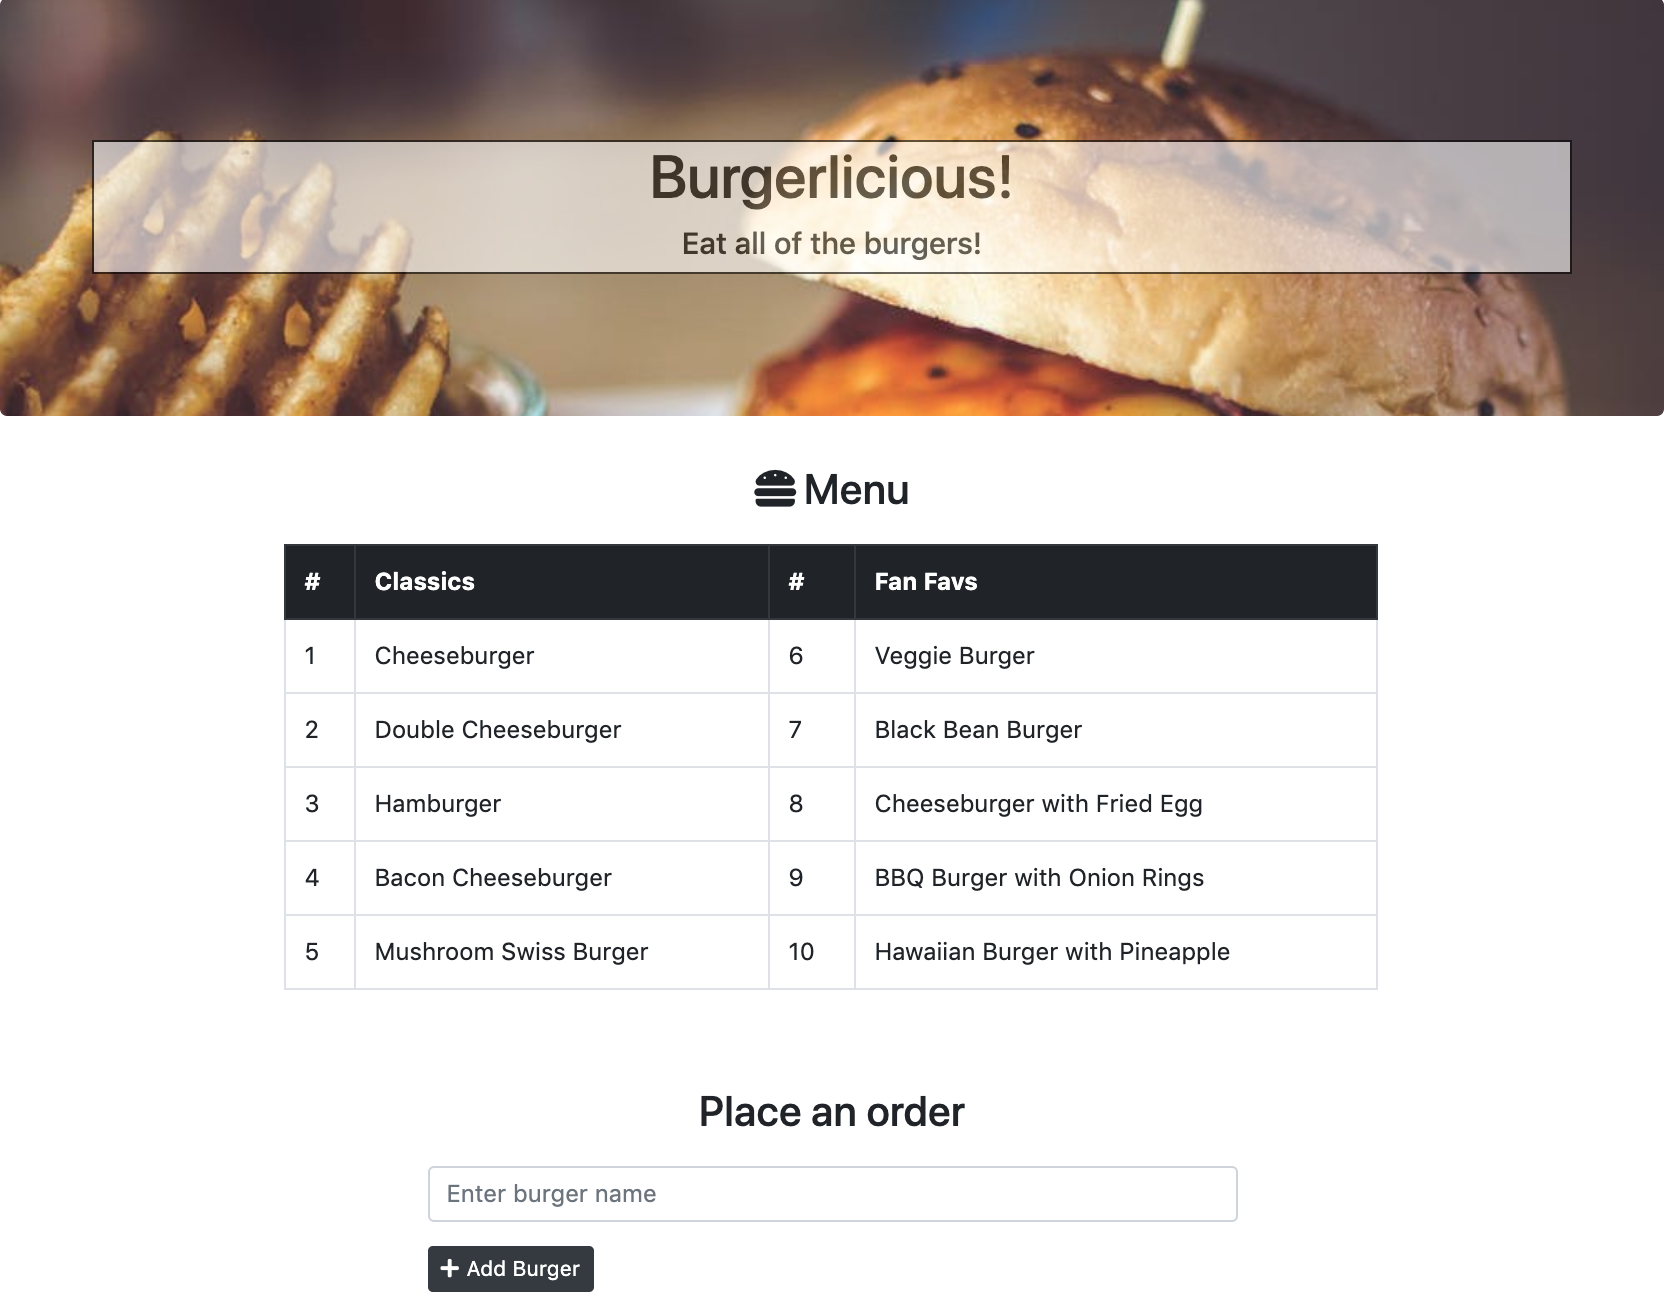 Burgerlicious!
Eat all of the burgers!
Menu
# Classics # Fan Favs
1 Cheeseburger 6 Veggie Burger
2 Double Cheeseburger 7 Black Bean Burger
3 Hamburger 8 Cheeseburger with Fried Egg
4 Bacon Cheeseburger 9 BBQ Burger with Onion Rings
5 Mushroom Swiss Burger 10 Hawaiian Burger with Pineapple
Place an order
Enter burger name
Add Burger